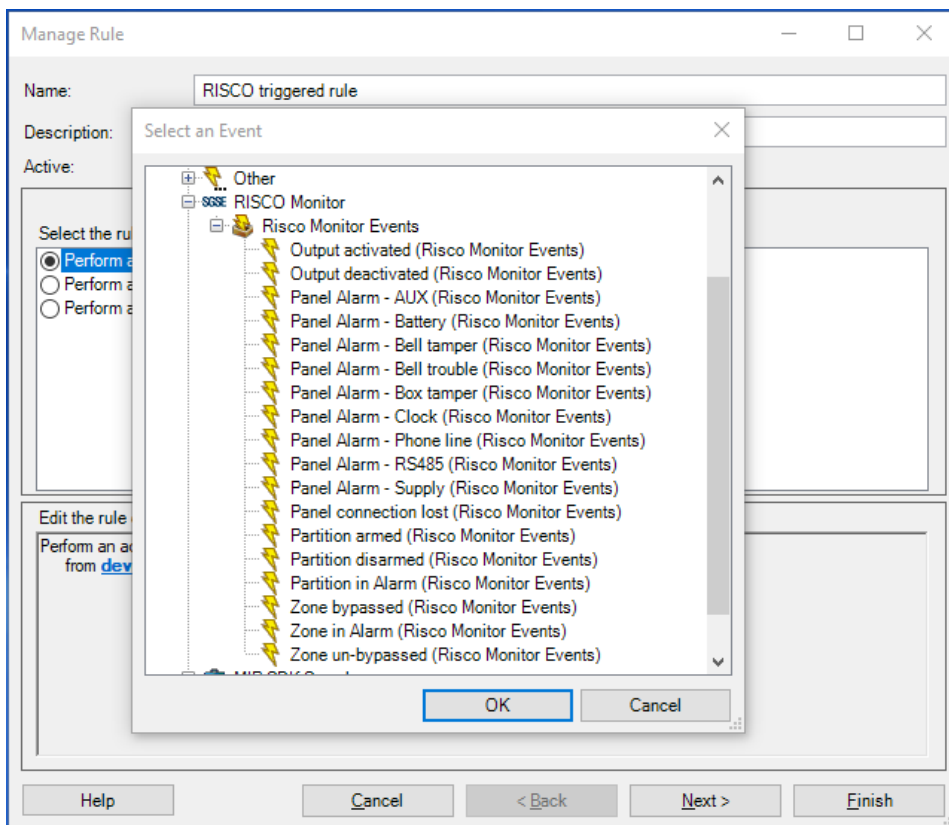 Manage Rule
Name:
RISCO triggered rule
Description:
Select an Event
Active:
Other
SGSE RISCO Monitor
Risco Monitor Events
Select the ru
Output activated (Risco Monitor Events)
Perform a
Output deactivated (Risco Monitor Events)
Perform a
Panel Alarm - AUX (Risco Monitor Events)
Perform a
Panel Alarm - Battery (Risco Monitor Events)
Panel Alarm - Bell tamper (Risco Monitor Events)
Panel Alarm - Bell trouble (Risco Monitor Events)
Panel Alarm - Box tamper (Risco Monitor Events)
Panel Alarm - Clock (Risco Monitor Events)
Panel Alarm - Phone line (Risco Monitor Events)
Panel Alarm - RS485 (Risco Monitor Events)
Panel Alarm - Supply (Risco Monitor Events)
Panel connection lost (Risco Monitor Events)
Edit the rule
Partition armed (Risco Monitor Events)
Perform an ac
Partition disarmed (Risco Monitor Events)
from dev
Partition in Alarm (Risco Monitor Events)
Zone bypassed (Risco Monitor Events)
Zone in Alarm (Risco Monitor Events)
Zone un-bypassed (Risco Monitor Events)
OK
Cancel
Help
Cancel
< Back
Next >
Finish